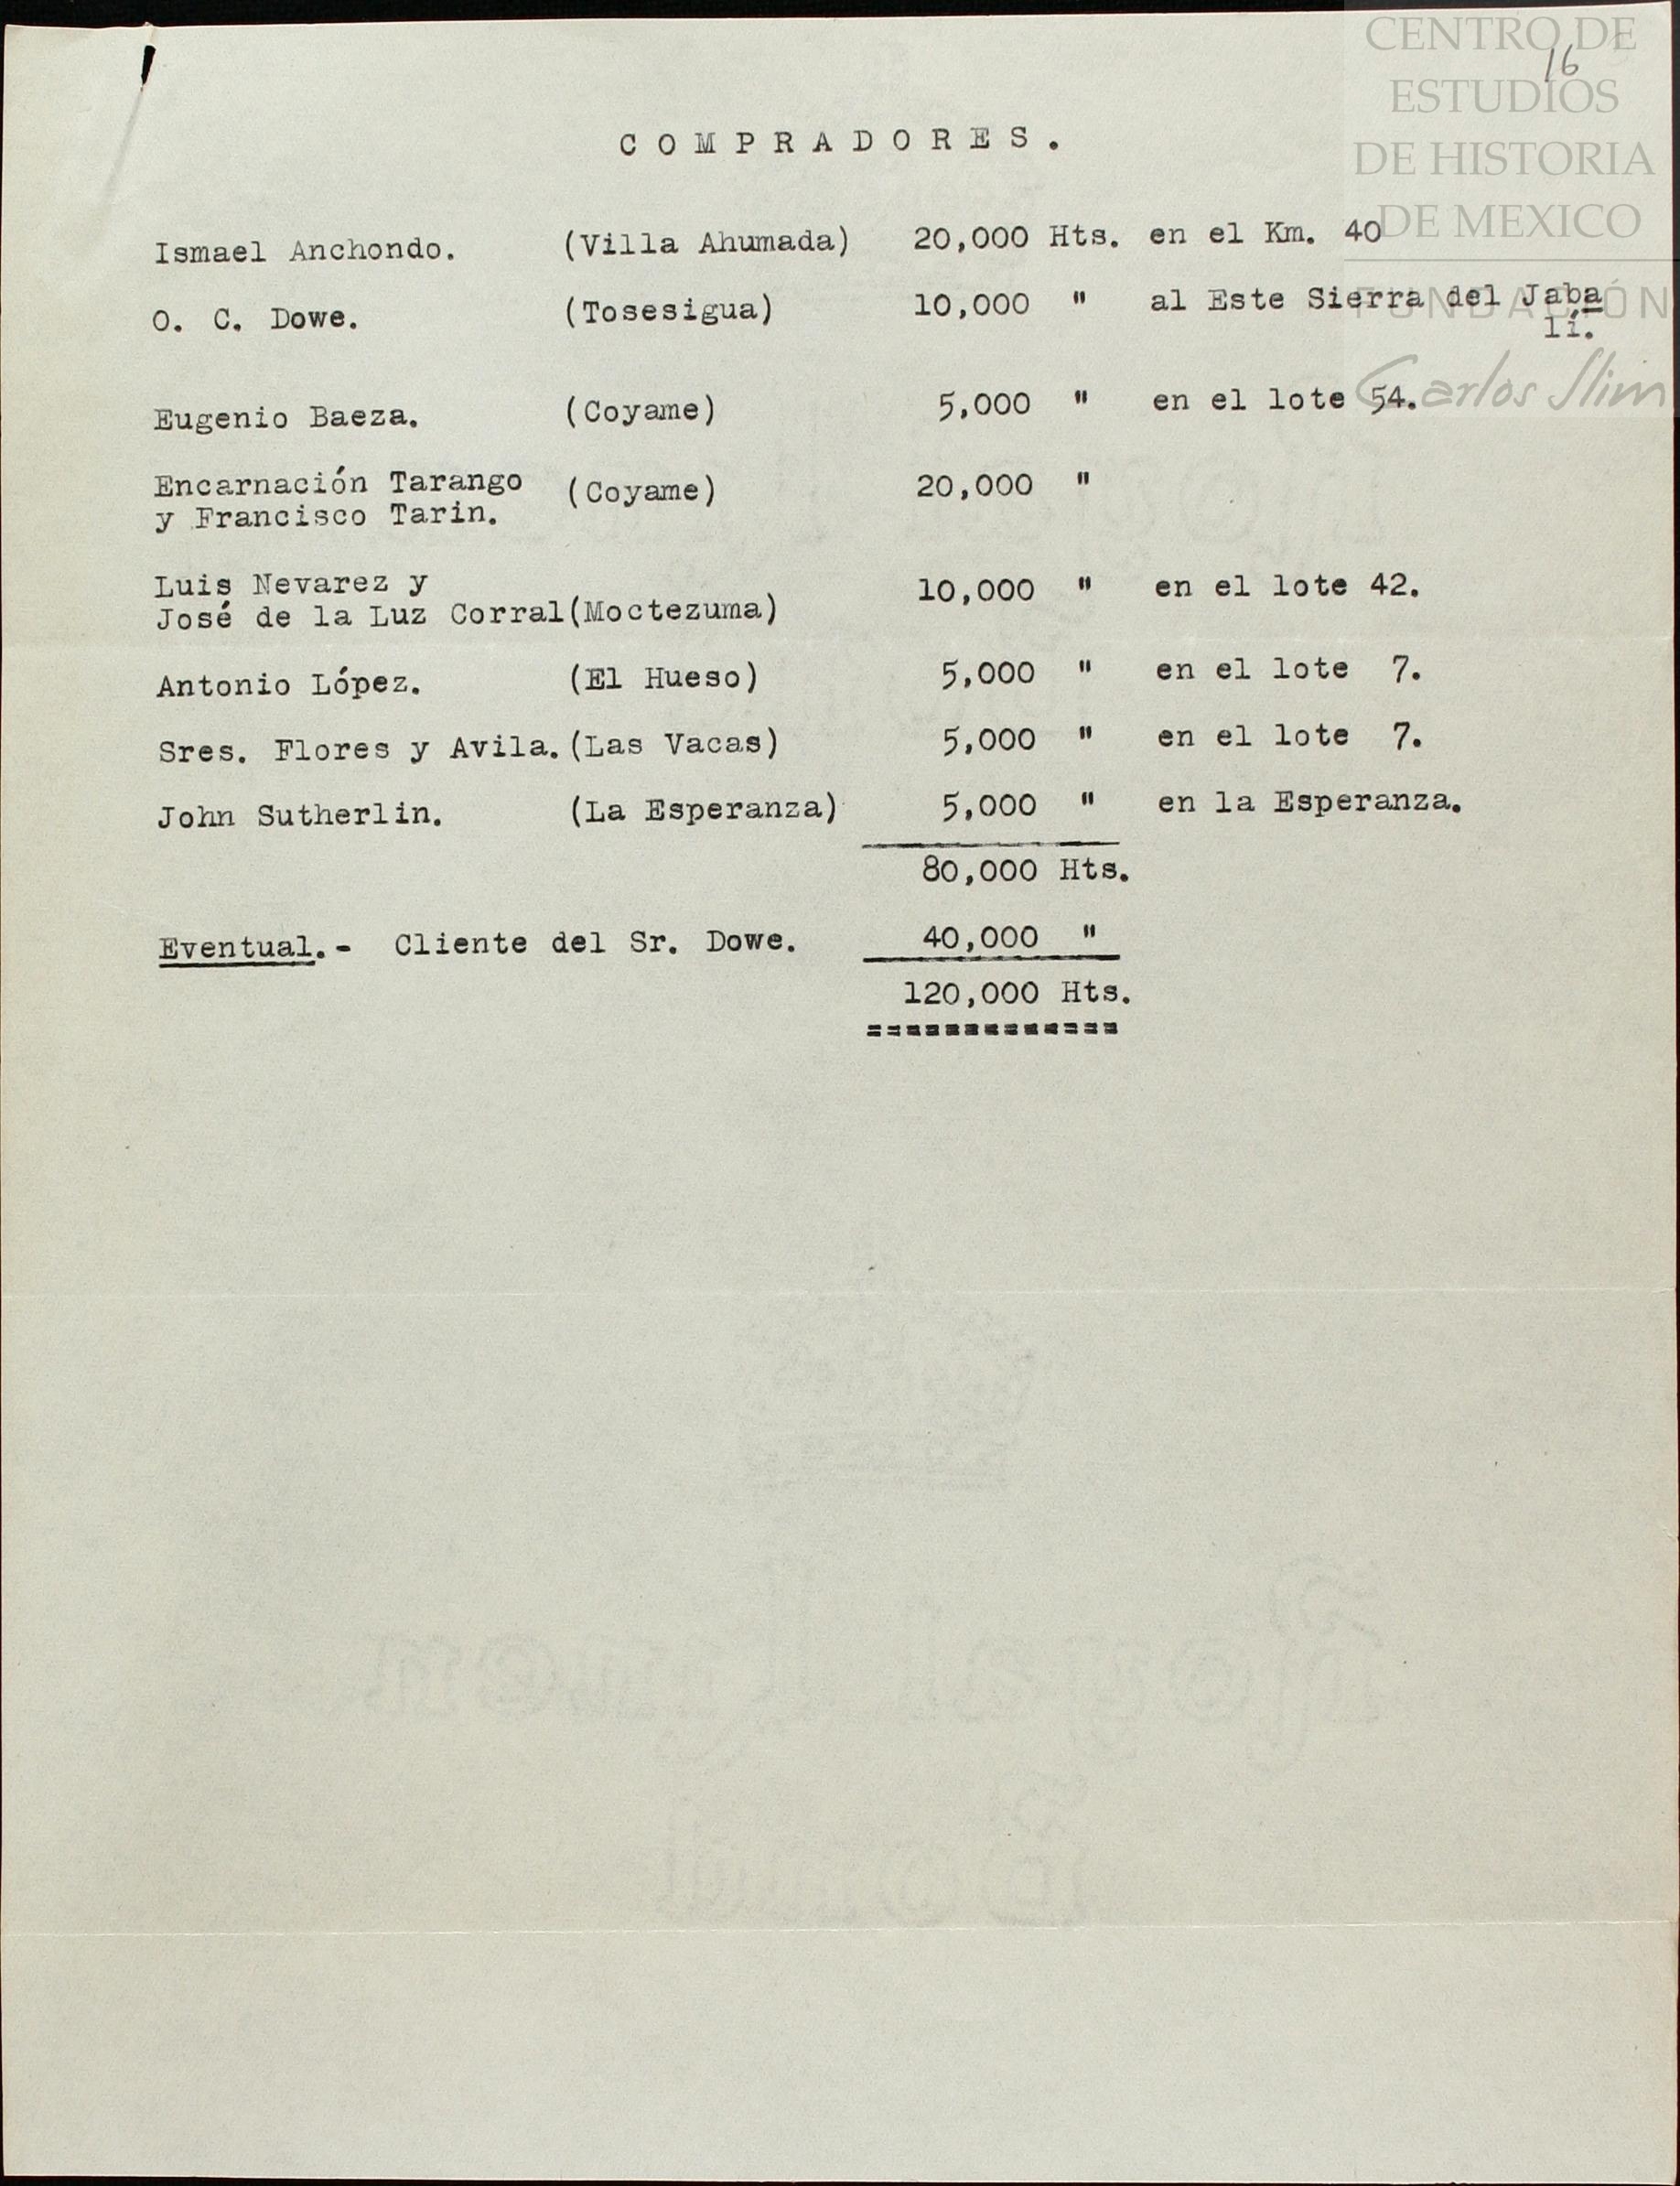 CENTRO DE
16
ESTUDIOS
DE HISTORIA
DE MEXICO
FUNDACIÓN
Carlos Slim
COMPRADORES.
Ismael Anchondo. (Villa Ahumada) 20,000 Hts. en el Km. 40
O. C. Dowe. (Tosesigua) 10,000 " al Este Sierra del Jaba
lí.
Eugenio Baeza. (Coyame) 5,000 " en el lote 54.
Encarnación Tarango (Coyame) 20,000 "
y Francisco Tarin.
Luis Nevarez y 10,000 " en el lote 42.
José de la Luz Corral(Moctezuma)
Antonio López. (El Hueso) 5,000 " en el lote 7.
Sres. Flores y Avila.(Las Vacas) 5,000 " en el lote 7.
John Sutherlin. (La Esperanza) 5,000 " en la Esperanza.
80,000 Hts.
Eventual.- Cliente del Sr. Dowe. 40,000 "
120,000 Hts.
=============